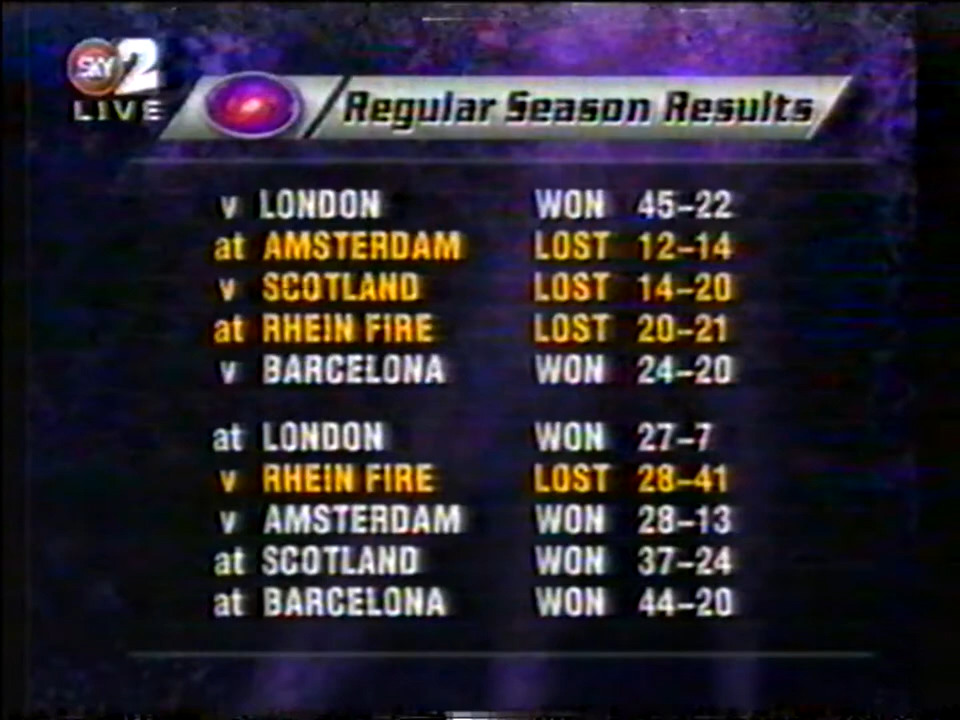 SKY 2
LIVE
Regular Season Results
v LONDON WON 45–22
at AMSTERDAM LOST 12–14
v SCOTLAND LOST 14–20
at RHEIN FIRE LOST 20–21
v BARCELONA WON 24–20
at LONDON WON 27–7
v RHEIN FIRE LOST 28–41
v AMSTERDAM WON 28–13
at SCOTLAND WON 37–24
at BARCELONA WON 44–20